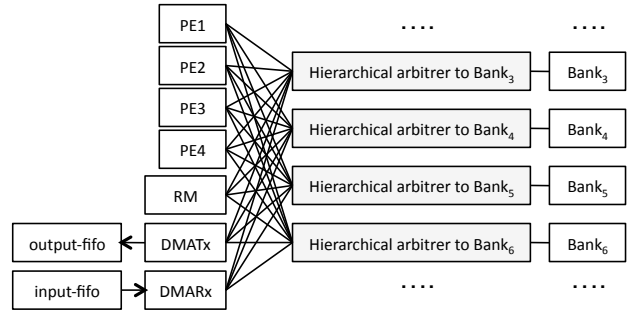 PE1
PE2
PE3
PE4
RM
DMATx
DMARx
output-fifo
input-fifo
....
Hierarchical arbitrer to Bank3
Hierarchical arbitrer to Bank4
Hierarchical arbitrer to Bank5
Hierarchical arbitrer to Bank6
....
....
Bank3
Bank4
Bank5
Bank6
....